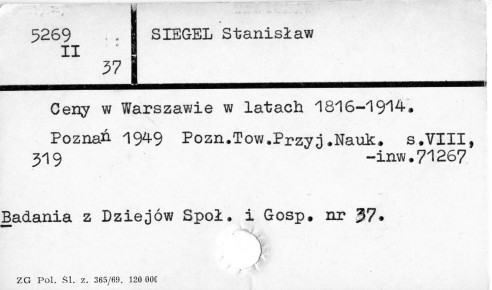 5269
II
37
SIEGEL Stanisław
Ceny w Warszawie w latach 1816-1914.
Poznań 1949 Pozn.Tow.Przyj.Nauk. s.VIII,
319
-inw.71267
Badania z Dziejów Społ. i Gosp. nr 37.
ZG Pol. Śl. z. 365/69, 120 000